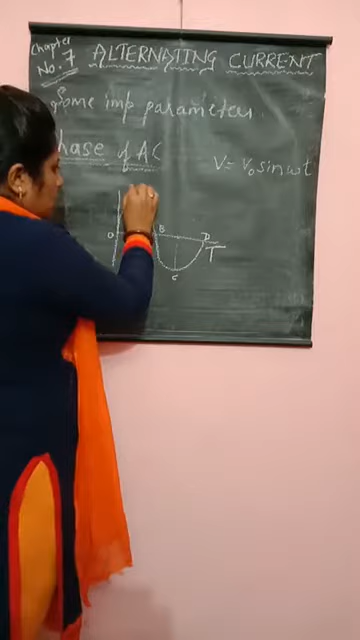 Chapter
No. 7
ALTERNATING CURRENT
Some imp parameters
Phase of AC
V = V₀ sin ωt
O B D
T
C